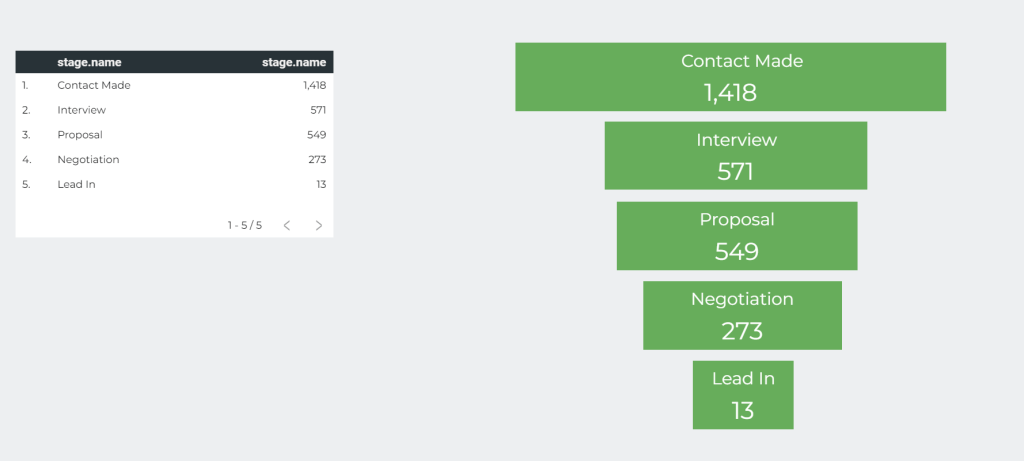 stage.name stage.name
1. Contact Made 1,418
2. Interview 571
3. Proposal 549
4. Negotiation 273
5. Lead In 13
1 - 5 / 5
Contact Made
1,418
Interview
571
Proposal
549
Negotiation
273
Lead In
13